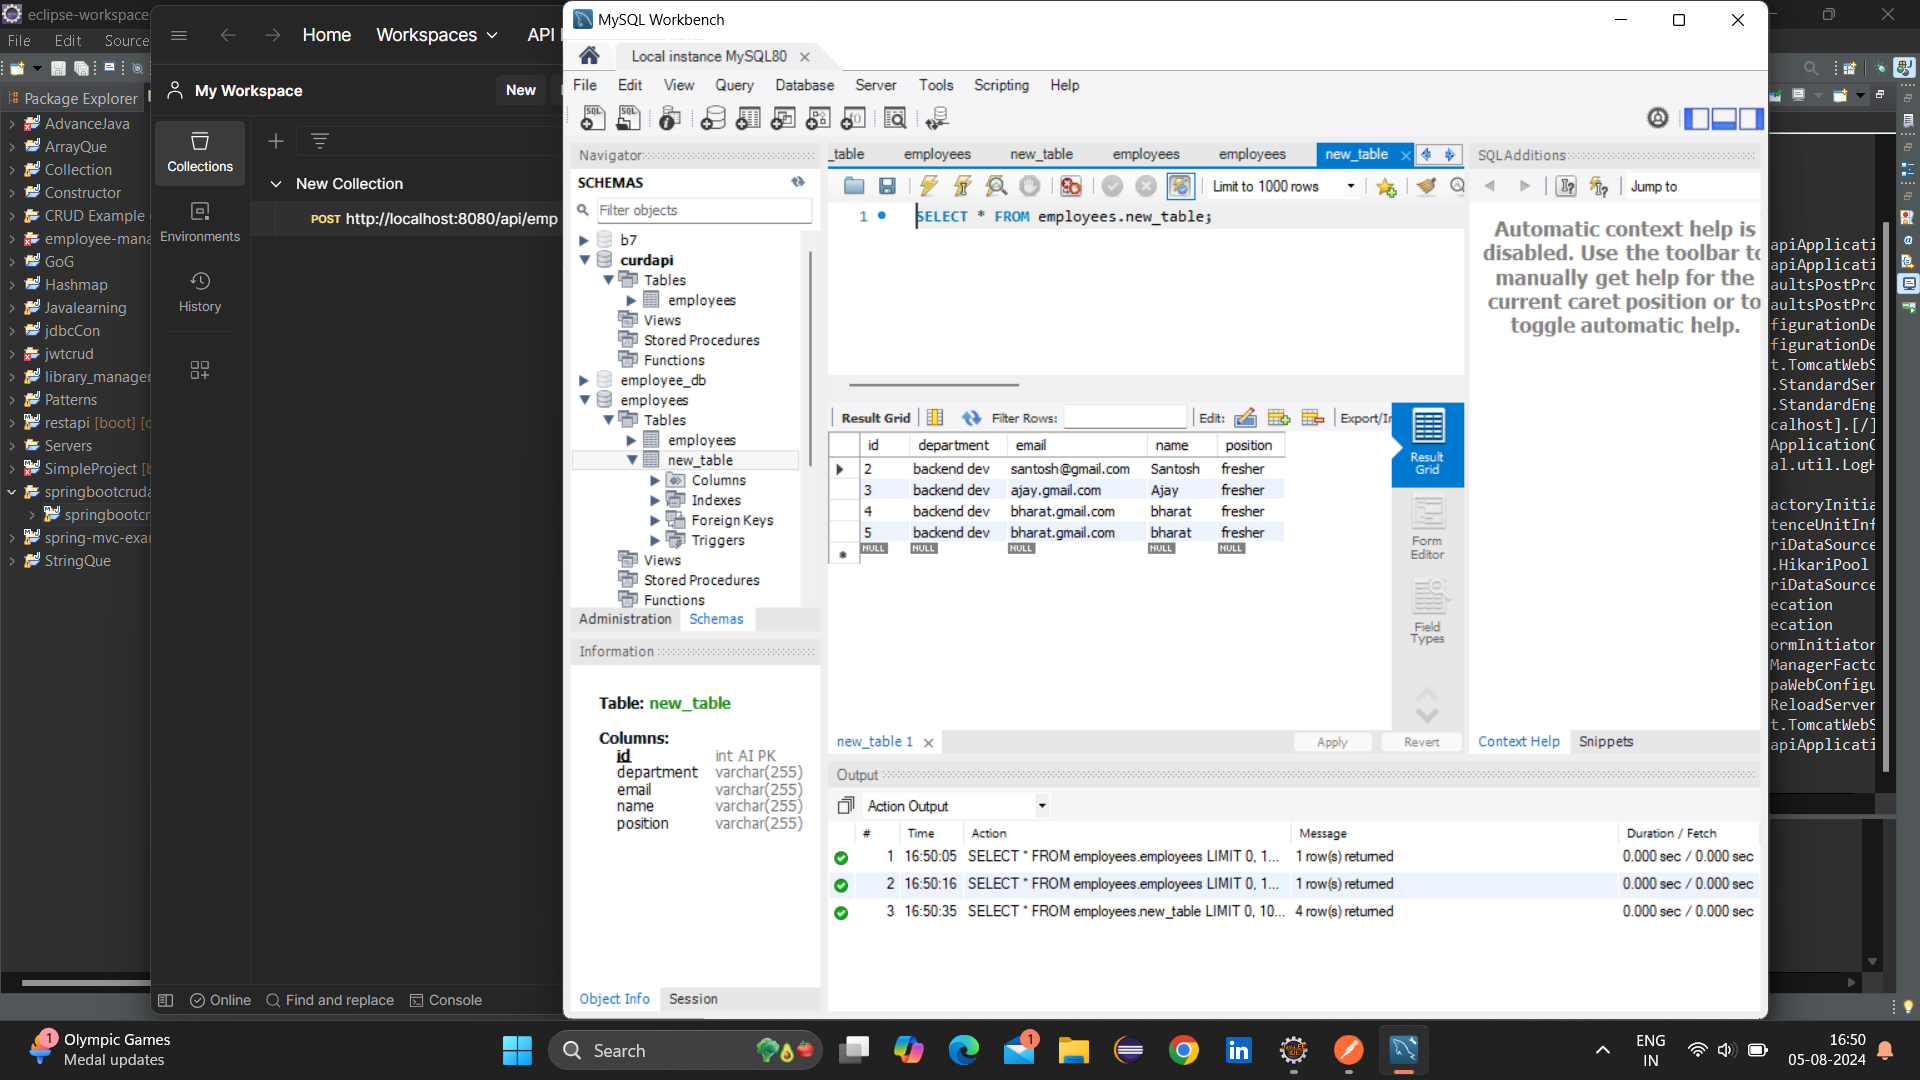 eclipse-workspace
File Edit Source
Package Explorer
AdvanceJava
ArrayQue
Collection
Constructor
CRUD Example
employee-mana
GoG
Hashmap
Javalearning
jdbcCon
jwtcrud
library_manager
Patterns
restapi [boot]
Servers
SimpleProject
springbootcruda
springbootcr
spring-mvc-exar
StringQue
Home Workspaces API
My Workspace New
Collections
Environments
History
New Collection
POST http://localhost:8080/api/emp
Online Find and replace Console
MySQL Workbench
Local instance MySQL80
File Edit View Query Database Server Tools Scripting Help
Navigator
SCHEMAS
Filter objects
b7
curdapi
Tables
employees
Views
Stored Procedures
Functions
employee_db
employees
Tables
employees
new_table
Columns
Indexes
Foreign Keys
Triggers
Views
Stored Procedures
Functions
Administration Schemas
Information
Table: new_table
Columns:
id int AI PK
department varchar(255)
email varchar(255)
name varchar(255)
position varchar(255)
Object Info Session
_table employees new_table employees employees new_table
Limit to 1000 rows
1 SELECT * FROM employees.new_table;
Result Grid Filter Rows: Edit: Export/Ir
id department email name position
2 backend dev santosh@gmail.com Santosh fresher
3 backend dev ajay.gmail.com Ajay fresher
4 backend dev bharat.gmail.com bharat fresher
5 backend dev bharat.gmail.com bharat fresher
NULL NULL NULL NULL NULL
Result Grid
Form Editor
Field Types
new_table 1 Apply Revert
SQLAdditions
Jump to
Automatic context help is
disabled. Use the toolbar to
manually get help for the
current caret position or to
toggle automatic help.
Context Help Snippets
Output
Action Output
# Time Action Message Duration / Fetch
1 16:50:05 SELECT * FROM employees.employees LIMIT 0, 1... 1 row(s) returned 0.000 sec / 0.000 sec
2 16:50:16 SELECT * FROM employees.employees LIMIT 0, 1... 1 row(s) returned 0.000 sec / 0.000 sec
3 16:50:35 SELECT * FROM employees.new_table LIMIT 0, 10... 4 row(s) returned 0.000 sec / 0.000 sec
apiApplicati
apiApplicati
aultsPostPro
aultsPostPro
figurationDe
figurationDe
t.TomcatWebS
.StandardSer
.StandardEng
calhost].[/]
ApplicationC
al.util.LogH
actoryInitia
tenceUnitInf
riDataSource
.HikariPool
riDataSource
ecation
ecation
ormInitiator
ManagerFacto
paWebConfigu
ReloadServer
t.TomcatWebS
apiApplicati
1 Olympic Games
Medal updates
Search
1
ENG
IN
16:50
05-08-2024